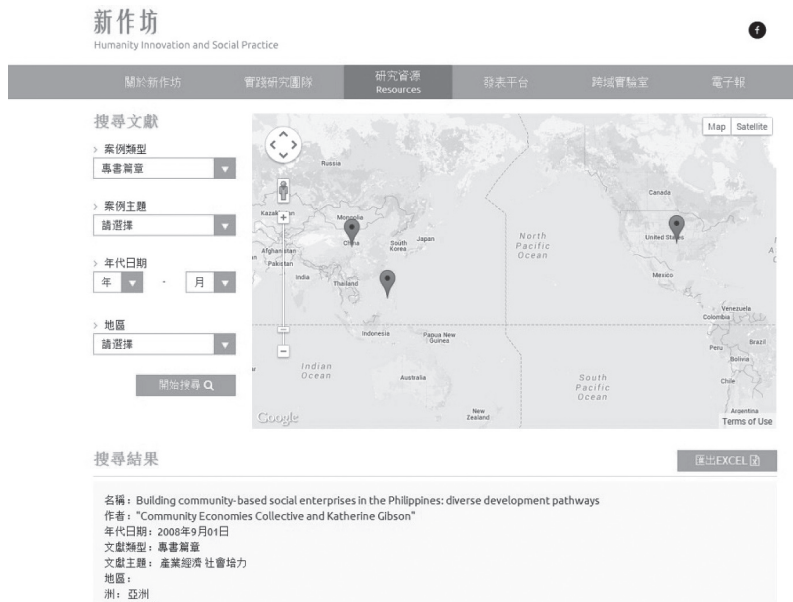 新作坊
Humanity Innovation and Social Practice
f
關於新作坊
實踐研究團隊
研究資源
Resources
發表平台
跨域實驗室
電子報
搜尋文獻
> 案例類型
專書篇章
> 案例主題
請選擇
> 年代日期
年 - 月
> 地區
請選擇
開始搜尋
Map Satellite
Russia
Canada
Mongolia
Afghanistan
Pakistan
China
South Korea
Japan
North Pacific Ocean
United States
India
Thailand
Mexico
Venezuela
Colombia
Indonesia
Papua New Guinea
Peru
Brazil
Bolivia
Indian Ocean
Australia
South Pacific Ocean
Chile
New Zealand
Argentina
Google
Terms of Use
搜尋結果
匯出EXCEL
名稱：Building community-based social enterprises in the Philippines: diverse development pathways
作者："Community Economies Collective and Katherine Gibson"
年代日期：2008年9月01日
文獻類型：專書篇章
文獻主題： 產業經濟 社會培力
地區：
洲： 亞洲